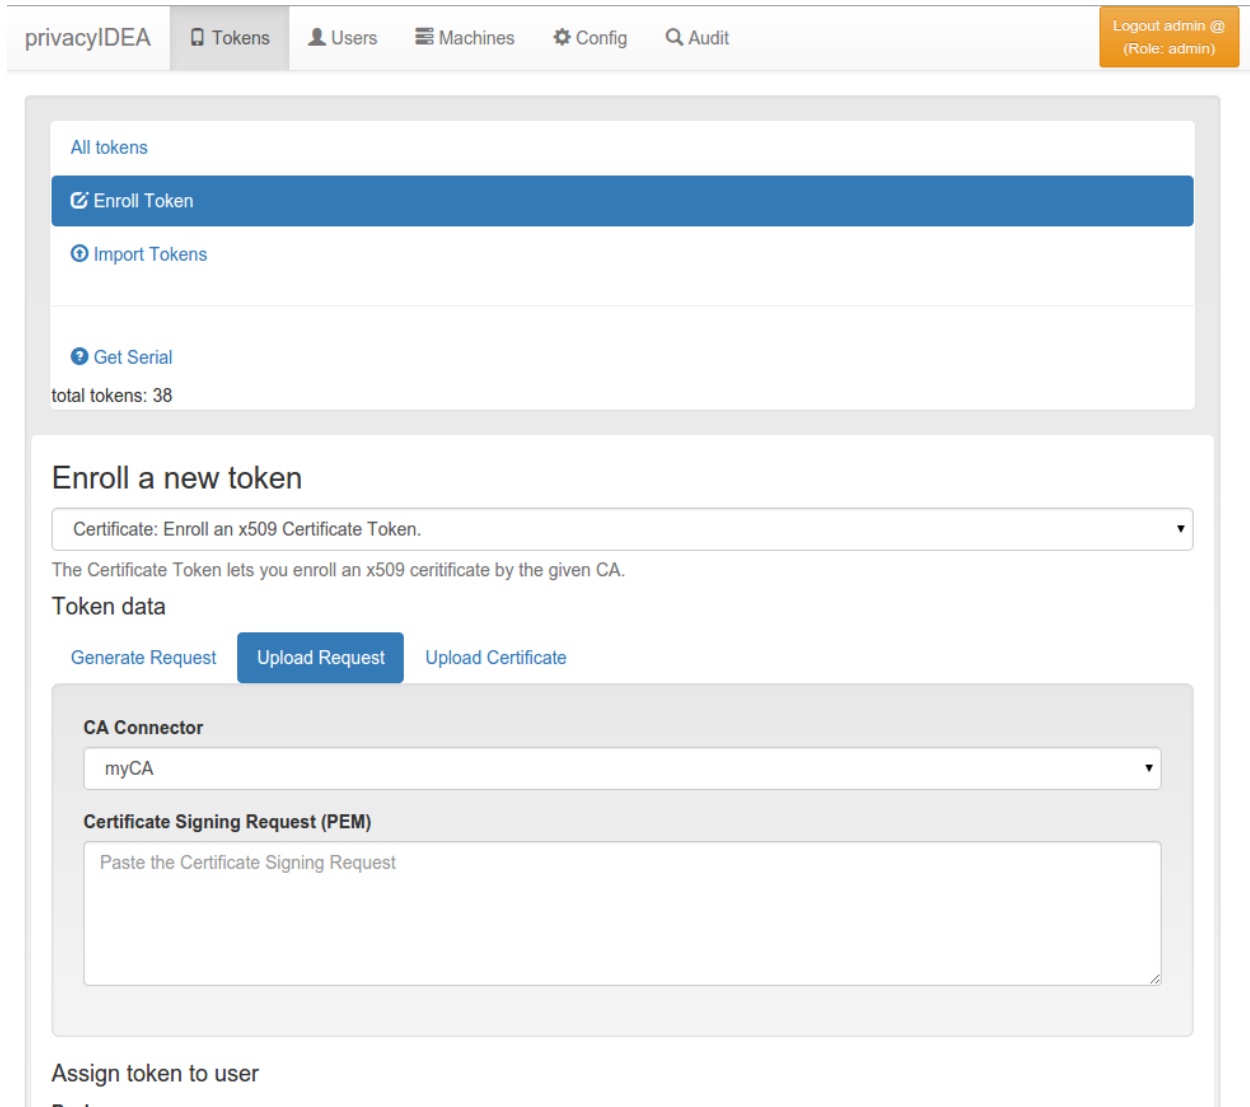 privacyIDEA Tokens Users Machines Config Audit Logout admin @
(Role: admin)
All tokens
Enroll Token
Import Tokens
Get Serial
total tokens: 38
Enroll a new token
Certificate: Enroll an x509 Certificate Token.
The Certificate Token lets you enroll an x509 ceritificate by the given CA.
Token data
Generate Request Upload Request Upload Certificate
CA Connector
myCA
Certificate Signing Request (PEM)
Paste the Certificate Signing Request
Assign token to user